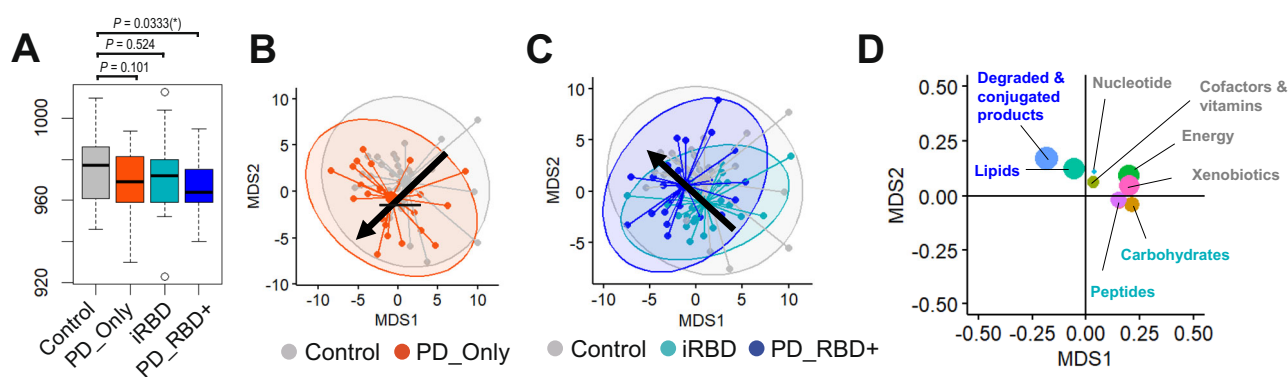 A
P = 0.0333(*)
P = 0.524
P = 0.101
1000
960
920
Control
PD_Only
iRBD
PD_RBD+
B
MDS2
10
5
0
-5
-10
-10
-5
0
5
10
MDS1
Control
PD_Only
C
MDS2
10
5
0
-5
-10
-5
0
5
10
MDS1
Control
iRBD
PD_RBD+
D
MDS2
0.50
0.25
0.00
-0.25
-0.50
-0.50
-0.25
0.00
0.25
0.50
MDS1
Degraded &
conjugated
products
Lipids
Nucleotide
Cofactors &
vitamins
Energy
Xenobiotics
Carbohydrates
Peptides